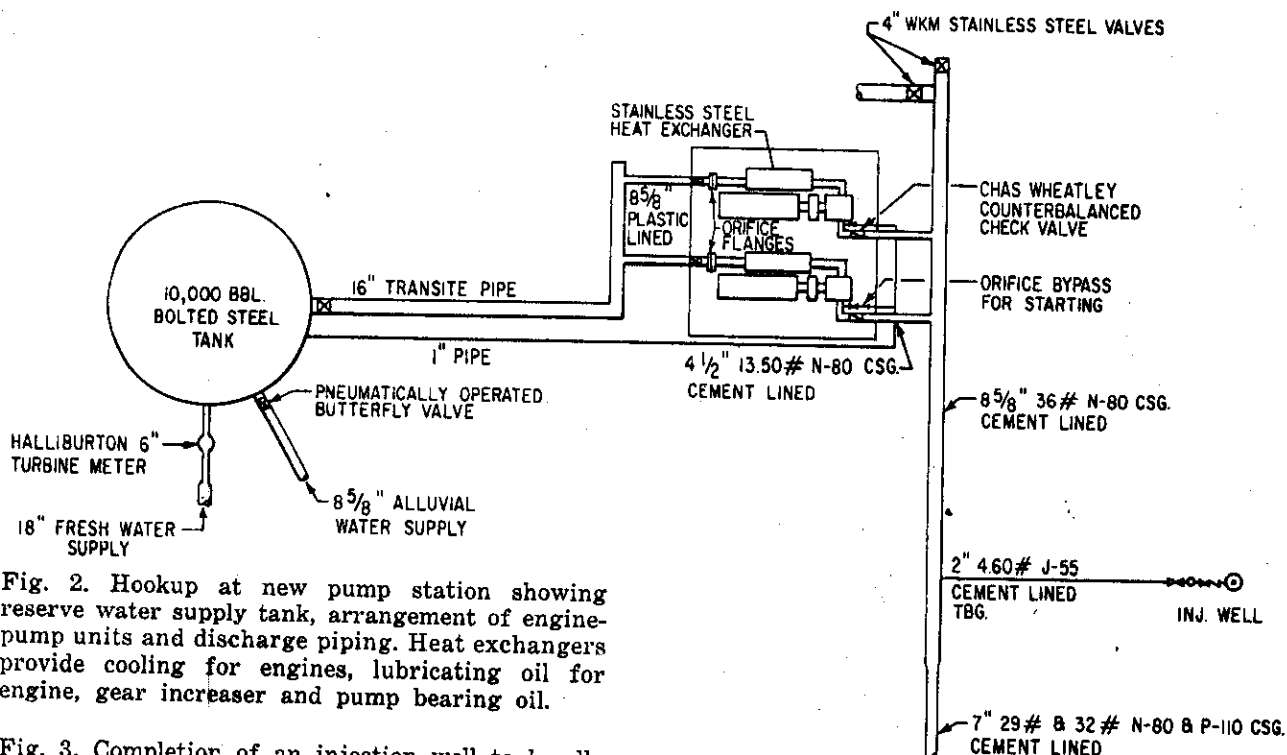 4" WKM STAINLESS STEEL VALVES
STAINLESS STEEL
HEAT EXCHANGER
8 5/8"
PLASTIC
LINED
ORIFICE
FLANGES
CHAS WHEATLEY
COUNTERBALANCED
CHECK VALVE
ORIFICE BYPASS
FOR STARTING
10,000 BBL.
BOLTED STEEL
TANK
16" TRANSITE PIPE
1" PIPE
4 1/2" 13.50# N-80 CSG.
CEMENT LINED
PNEUMATICALLY OPERATED
BUTTERFLY VALVE
8 5/8" 36# N-80 CSG.
CEMENT LINED
HALLIBURTON 6"
TURBINE METER
8 5/8" ALLUVIAL
WATER SUPPLY
18" FRESH WATER
SUPPLY
2" 4.60# J-55
CEMENT LINED
TBG.
INJ. WELL
7" 29# & 32# N-80 & P-110 CSG.
CEMENT LINED
Fig. 2. Hookup at new pump station showing
reserve water supply tank, arrangement of engine-
pump units and discharge piping. Heat exchangers
provide cooling for engines, lubricating oil for
engine, gear increaser and pump bearing oil.
Fig. 3. Completion of an injection well to